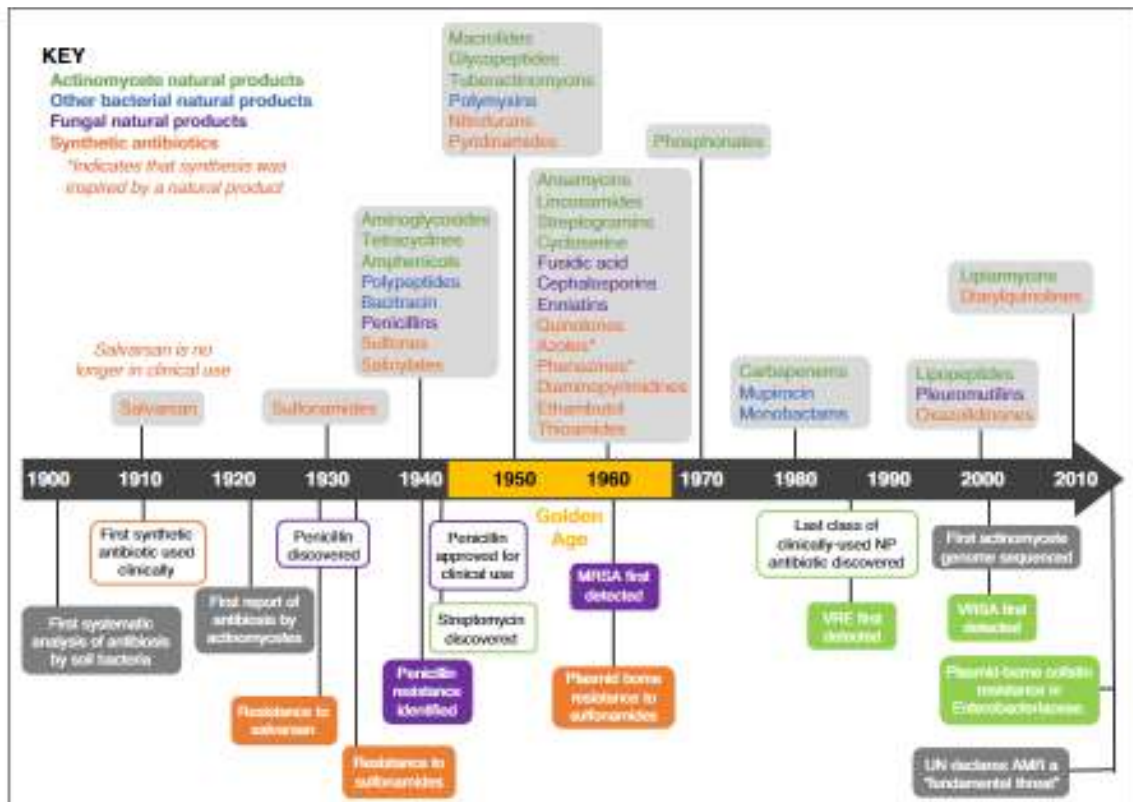 KEY
Actinomycete natural products
Other bacterial natural products
Fungal natural products
Synthetic antibiotics
*Indicates that synthesis was
inspired by a natural product
Salvarsan is no
longer in clinical use
Salvarsan
Sulfonamides
Aminoglycosides
Tetracyclines
Amphenicols
Polypeptides
Bacitracin
Penicillins
Sulfones
Salicylates
Macrolides
Glycopeptides
Tuberactinomycins
Polymyxins
Nitrofurans
Pyridinamides
Ansamycins
Lincosamides
Streptogramins
Cycloserine
Fusidic acid
Cephalosporins
Enniatins
Quinolones
Azoles*
Phenazines*
Diaminopyrimidines
Ethambutol
Thioamides
Phosphonates
Carbapenems
Mupirocin
Monobactams
Lipopeptides
Pleuromutilins
Oxazolidinones
Lipiarmycins
Diarylquinolines
1900
1910
1920
1930
1940
1950
1960
1970
1980
1990
2000
2010
Golden
Age
First systematic
analysis of antibiosis
by soil bacteria
First synthetic
antibiotic used
clinically
First report of
antibiosis by
actinomycetes
Penicillin
discovered
Resistance to
salvarsan
Resistance to
sulfonamides
Penicillin
resistance
identified
Penicillin
approved for
clinical use
Streptomycin
discovered
MRSA first
detected
Plasmid borne
resistance to
sulfonamides
Last class of
clinically-used NP
antibiotic discovered
VRE first
detected
First actinomycete
genome sequenced
VRSA first
detected
Plasmid-borne colistin
resistance in
Enterobacteriaceae
UN declares AMR a
"fundamental threat"